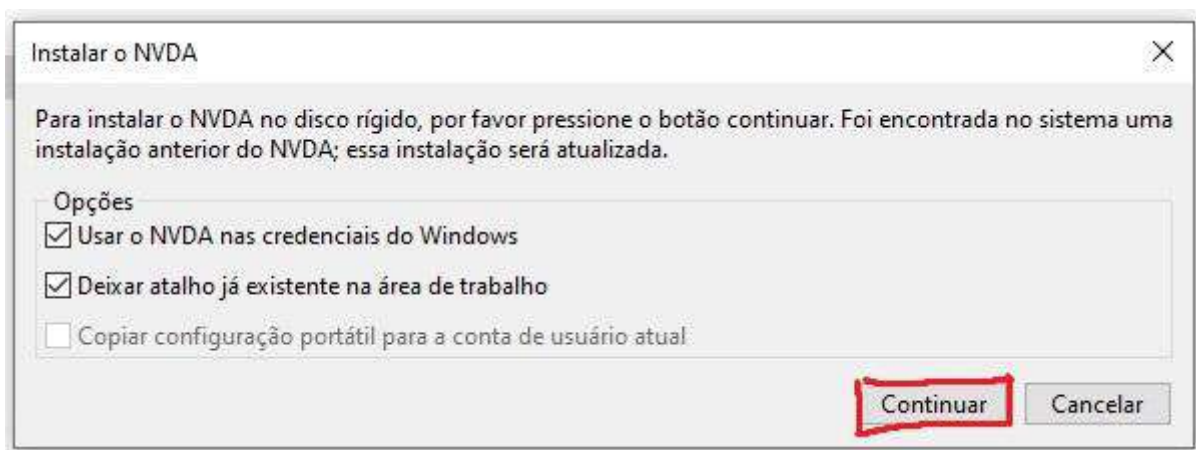 Instalar o NVDA
Para instalar o NVDA no disco rígido, por favor pressione o botão continuar. Foi encontrada no sistema uma
instalação anterior do NVDA; essa instalação será atualizada.
Opções
Usar o NVDA nas credenciais do Windows
Deixar atalho já existente na área de trabalho
Copiar configuração portátil para a conta de usuário atual
Continuar Cancelar